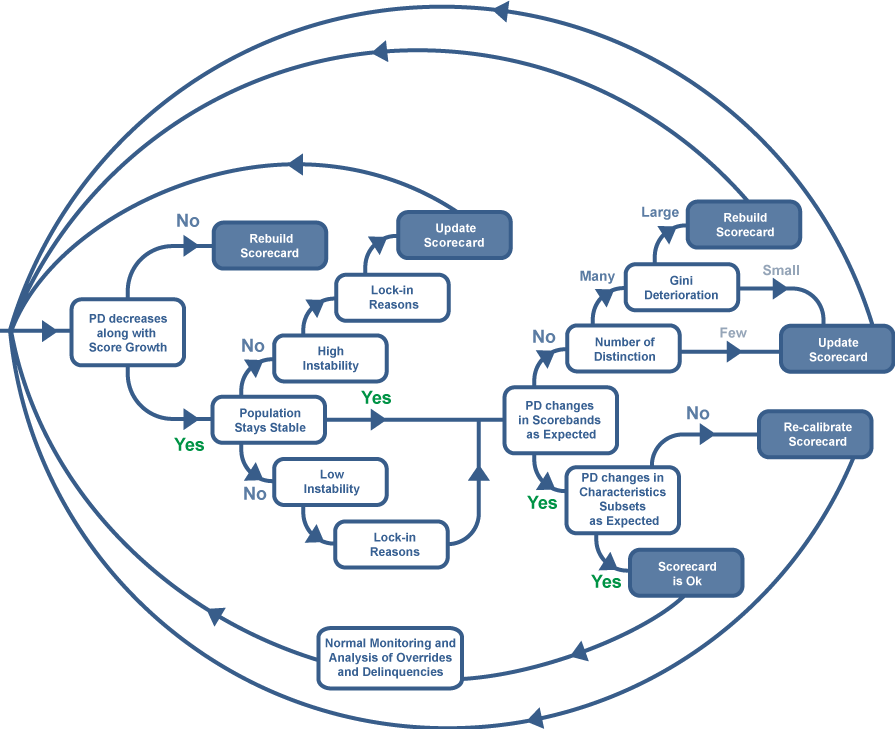 No
Rebuild
Scorecard
Update
Scorecard
Large
Rebuild
Scorecard
PD decreases
along with
Score Growth
Lock-in
Reasons
Many
Gini
Deterioration
Small
No
High
Instability
No
Number of
Distinction
Few
Update
Scorecard
Yes
Population
Stays Stable
Yes
PD changes
in Scorebands
as Expected
No
Re-calibrate
Scorecard
No
Low
Instability
Yes
PD changes in
Characteristics
Subsets
as Expected
Lock-in
Reasons
Yes
Scorecard
is Ok
Normal Monitoring and
Analysis of Overrides
and Delinquencies